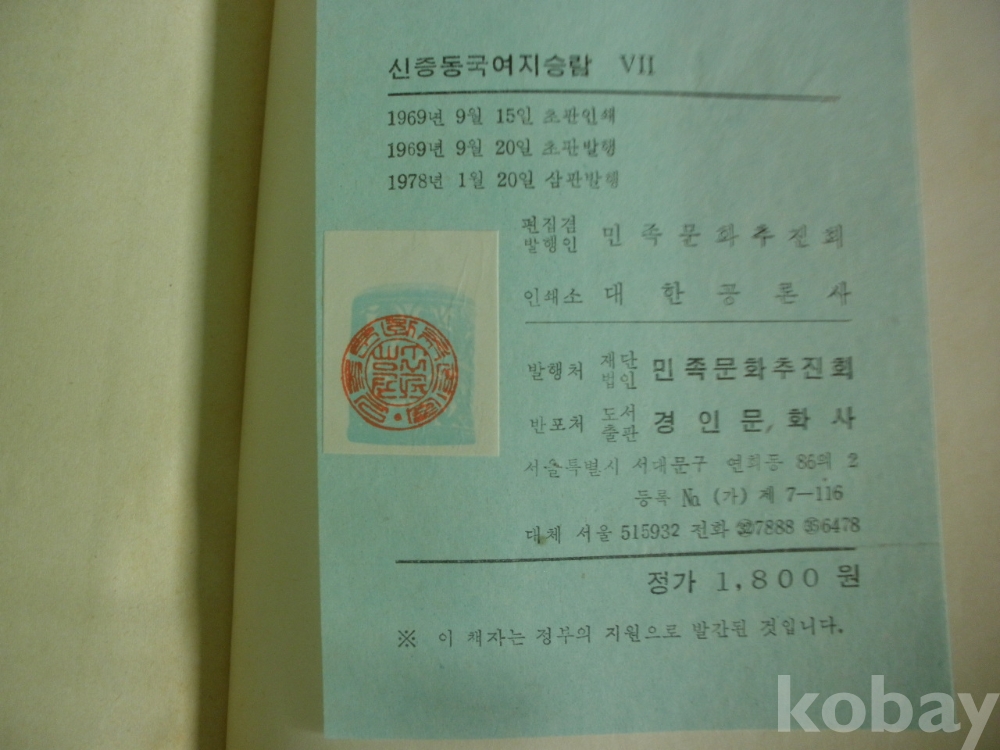 신증동국여지승람 VII
1969년 9월 15일 초판인쇄
1969년 9월 20일 초판발행
1978년 1월 20일 삼판발행
편집겸
발행인 민족문화추진회
인쇄소 대한공론사
발행처 재단
법인 민족문화추진회
반포처 도서
출판 경인문화사
서울특별시 서대문구 연희동 86의 2
등록 No. (가) 제 7—116
대체 서울 515932 전화 7888 6478
정가 1,800 원
※ 이 책자는 정부의 지원으로 발간된 것입니다.
kobay